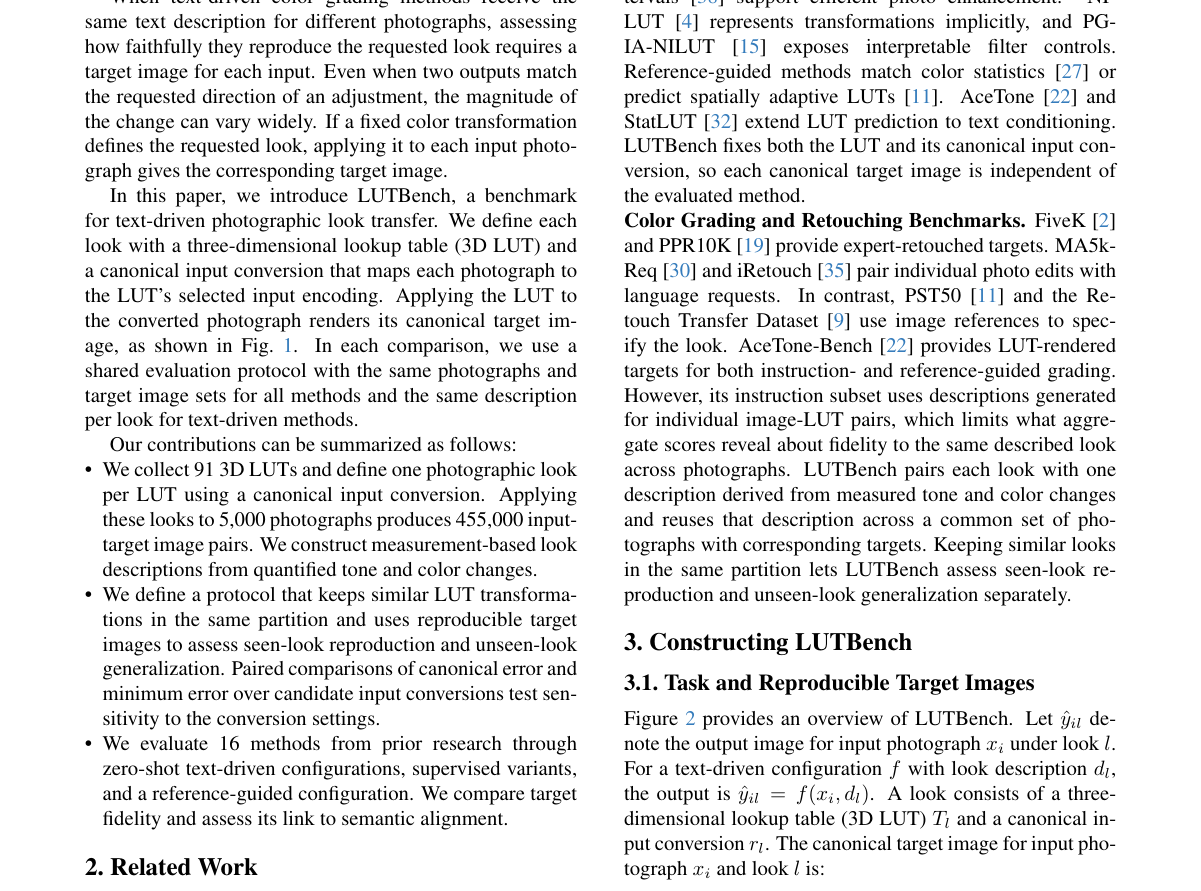 When text-driven color grading methods receive the
same text description for different photographs, assessing
how faithfully they reproduce the requested look requires a
target image for each input. Even when two outputs match
the requested direction of an adjustment, the magnitude of
the change can vary widely. If a fixed color transformation
defines the requested look, applying it to each input photo-
graph gives the corresponding target image.
In this paper, we introduce LUTBench, a benchmark
for text-driven photographic look transfer. We define each
look with a three-dimensional lookup table (3D LUT) and
a canonical input conversion that maps each photograph to
the LUT's selected input encoding. Applying the LUT to
the converted photograph renders its canonical target im-
age, as shown in Fig. 1. In each comparison, we use a
shared evaluation protocol with the same photographs and
target image sets for all methods and the same description
per look for text-driven methods.
Our contributions can be summarized as follows:
• We collect 91 3D LUTs and define one photographic look
per LUT using a canonical input conversion. Applying
these looks to 5,000 photographs produces 455,000 input-
target image pairs. We construct measurement-based look
descriptions from quantified tone and color changes.
• We define a protocol that keeps similar LUT transforma-
tions in the same partition and uses reproducible target
images to assess seen-look reproduction and unseen-look
generalization. Paired comparisons of canonical error and
minimum error over candidate input conversions test sen-
sitivity to the conversion settings.
• We evaluate 16 methods from prior research through
zero-shot text-driven configurations, supervised variants,
and a reference-guided configuration. We compare target
fidelity and assess its link to semantic alignment.
2. Related Work
tervals [38] support efficient photo enhancement. NI-
LUT [4] represents transformations implicitly, and PG-
IA-NILUT [15] exposes interpretable filter controls.
Reference-guided methods match color statistics [27] or
predict spatially adaptive LUTs [11]. AceTone [22] and
StatLUT [32] extend LUT prediction to text conditioning.
LUTBench fixes both the LUT and its canonical input con-
version, so each canonical target image is independent of
the evaluated method.
Color Grading and Retouching Benchmarks. FiveK [2]
and PPR10K [19] provide expert-retouched targets. MA5k-
Req [30] and iRetouch [35] pair individual photo edits with
language requests. In contrast, PST50 [11] and the Re-
touch Transfer Dataset [9] use image references to spec-
ify the look. AceTone-Bench [22] provides LUT-rendered
targets for both instruction- and reference-guided grading.
However, its instruction subset uses descriptions generated
for individual image-LUT pairs, which limits what aggre-
gate scores reveal about fidelity to the same described look
across photographs. LUTBench pairs each look with one
description derived from measured tone and color changes
and reuses that description across a common set of pho-
tographs with corresponding targets. Keeping similar looks
in the same partition lets LUTBench assess seen-look re-
production and unseen-look generalization separately.
3. Constructing LUTBench
3.1. Task and Reproducible Target Images
Figure 2 provides an overview of LUTBench. Let ŷ_{il} de-
note the output image for input photograph x_i under look l.
For a text-driven configuration f with look description d_l,
the output is ŷ_{il} = f(x_i, d_l). A look consists of a three-
dimensional lookup table (3D LUT) T_l and a canonical in-
put conversion r_l. The canonical target image for input pho-
tograph x_i and look l is: